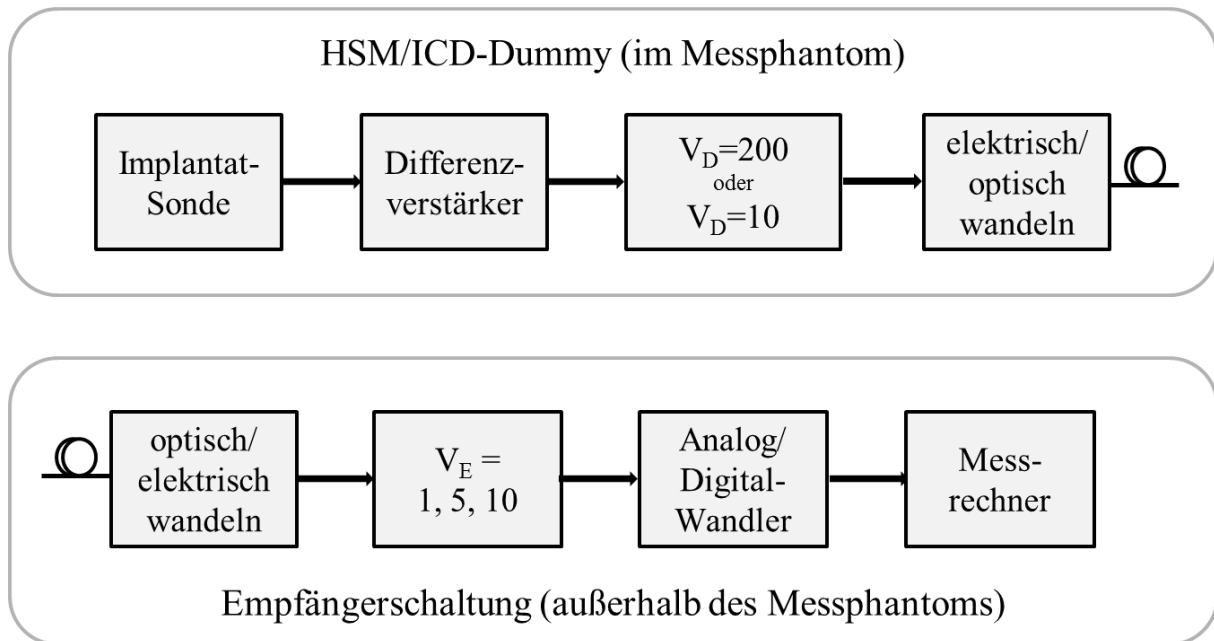 HSM/ICD-Dummy (im Messphantom)
Implantat-
Sonde
Differenz-
verstärker
V_D=200
oder
V_D=10
elektrisch/
optisch
wandeln
optisch/
elektrisch
wandeln
V_E =
1, 5, 10
Analog/
Digital-
Wandler
Mess-
rechner
Empfängerschaltung (außerhalb des Messphantoms)